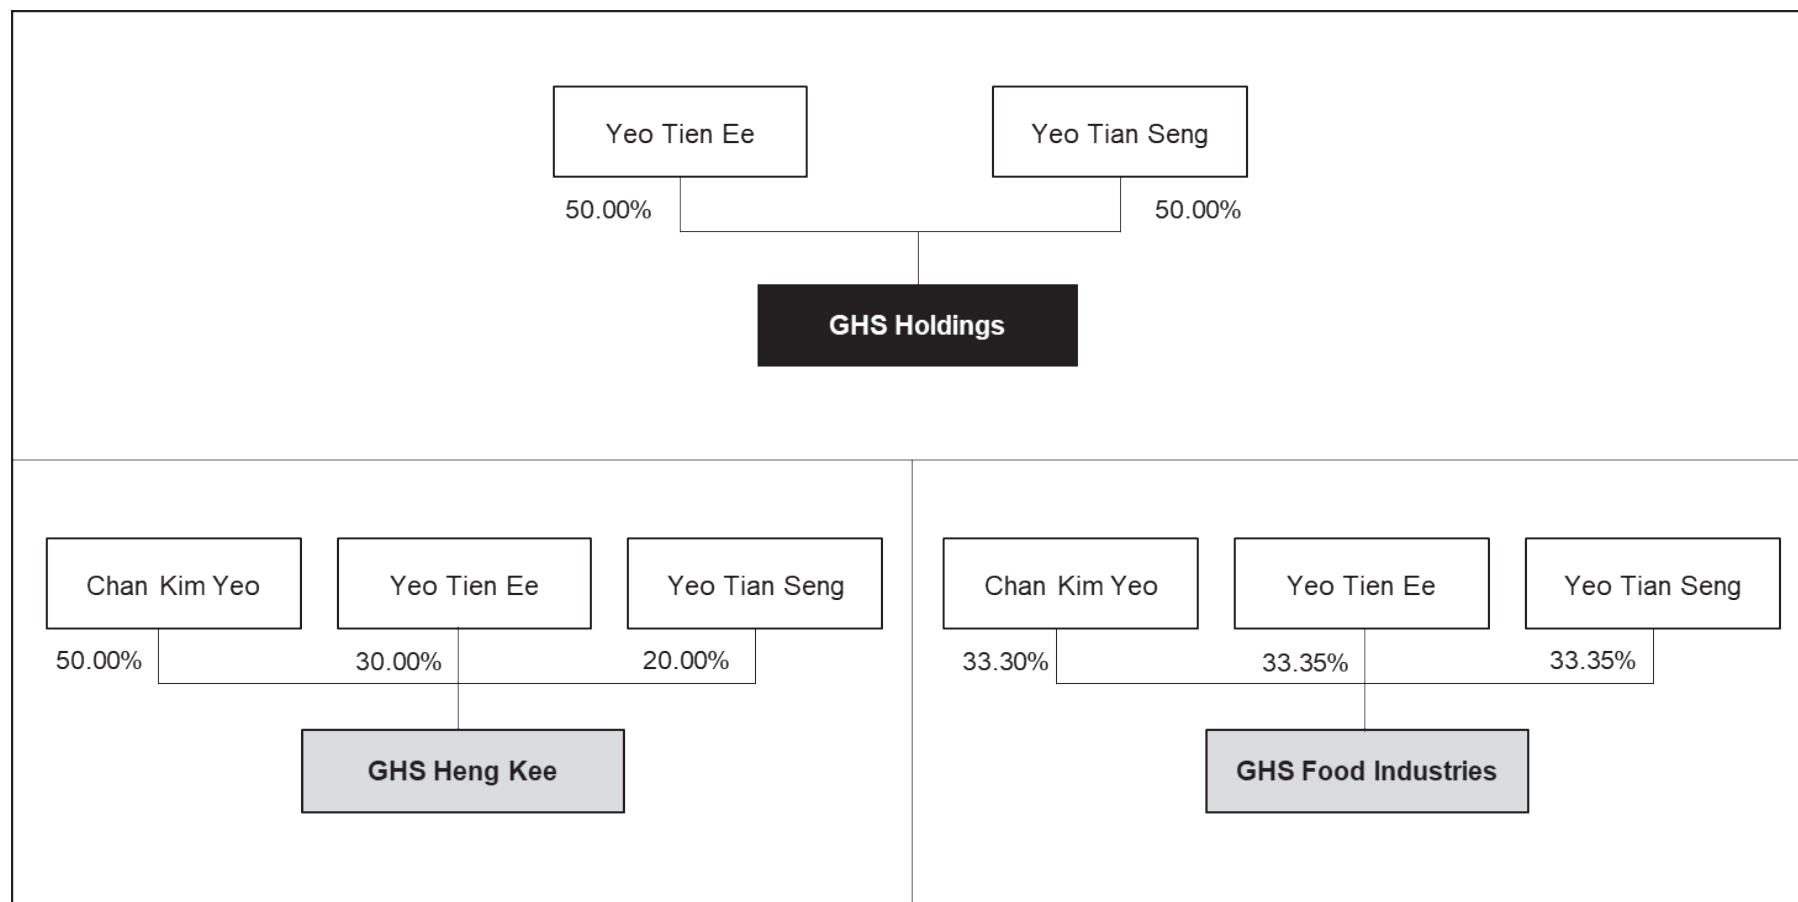 Yeo Tien Ee
Yeo Tian Seng
50.00%
50.00%
GHS Holdings
Chan Kim Yeo
Yeo Tien Ee
Yeo Tian Seng
50.00%
30.00%
20.00%
GHS Heng Kee
Chan Kim Yeo
Yeo Tien Ee
Yeo Tian Seng
33.30%
33.35%
33.35%
GHS Food Industries